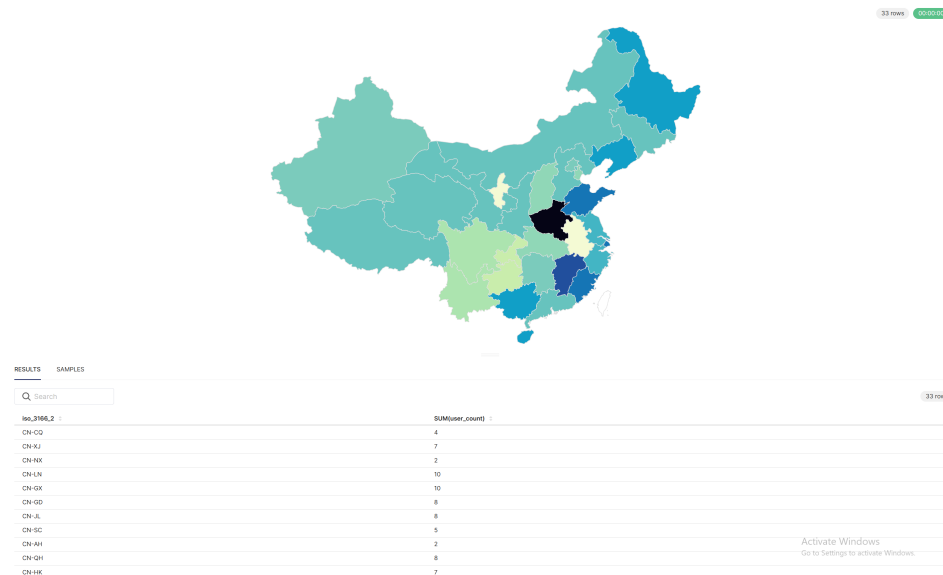 33 rows 00:00:00
RESULTS SAMPLES
Search
33 ro
iso_3166_2 SUM(user_count)
CN-CQ 4
CN-XJ 7
CN-NX 2
CN-LN 10
CN-GX 10
CN-GD 8
CN-JL 8
CN-SC 5
CN-AH 2
CN-QH 8
CN-HK 7
Activate Windows
Go to Settings to activate Windows.